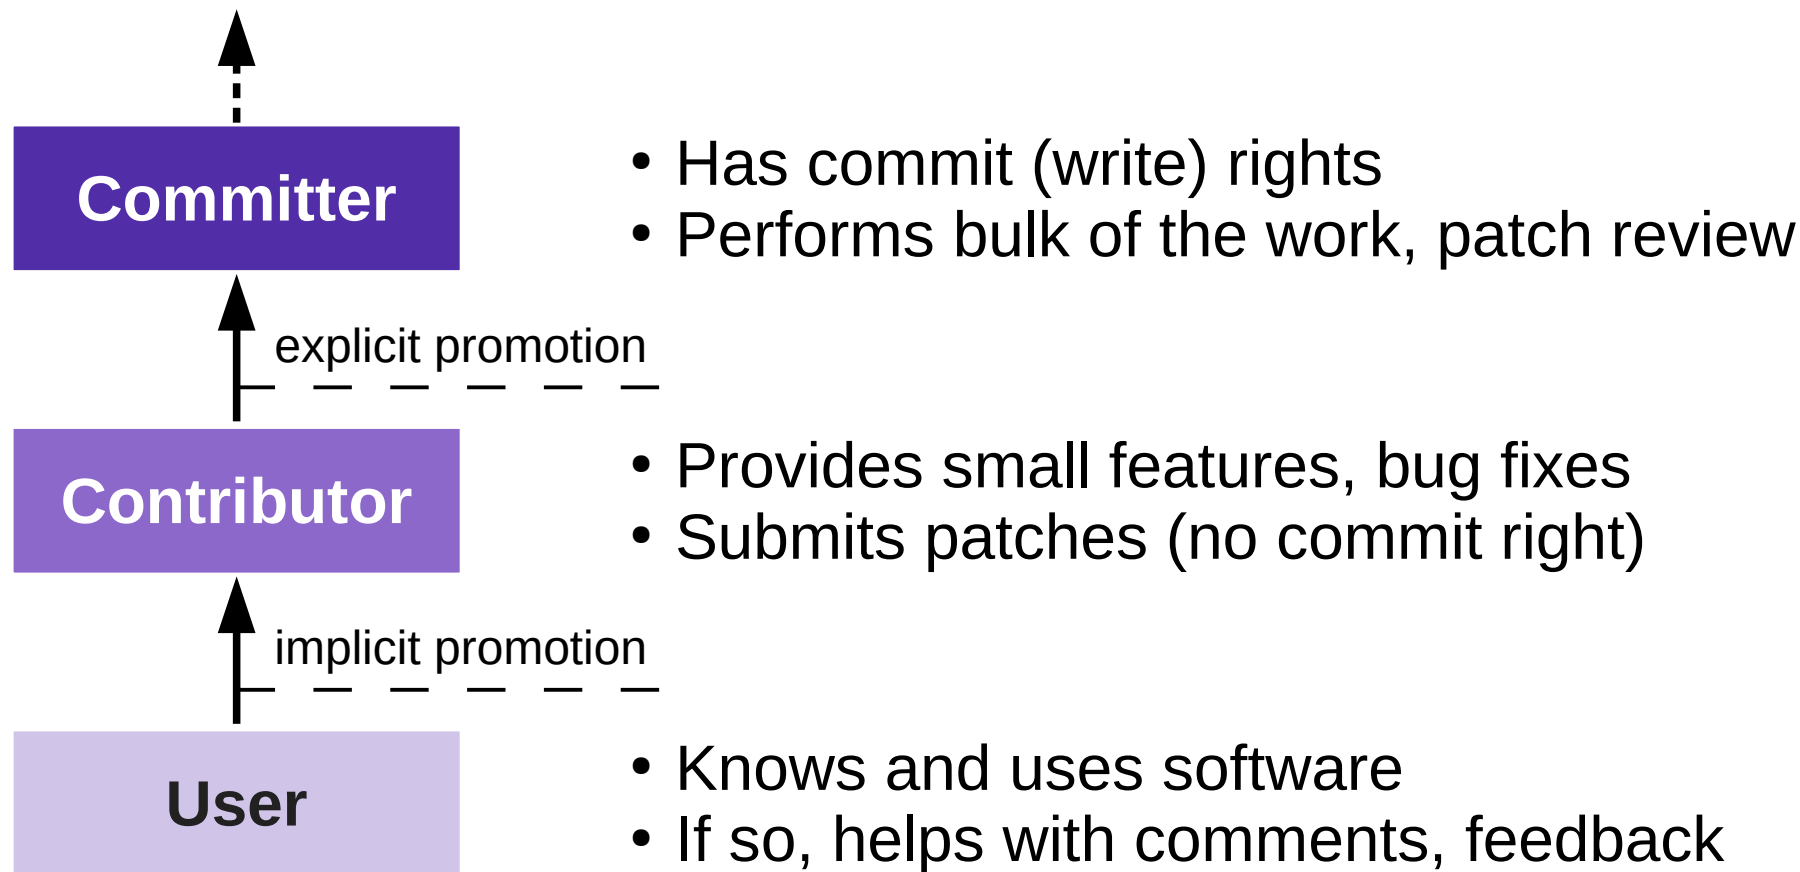 Committer
• Has commit (write) rights
• Performs bulk of the work, patch review
explicit promotion
Contributor
• Provides small features, bug fixes
• Submits patches (no commit right)
implicit promotion
User
• Knows and uses software
• If so, helps with comments, feedback